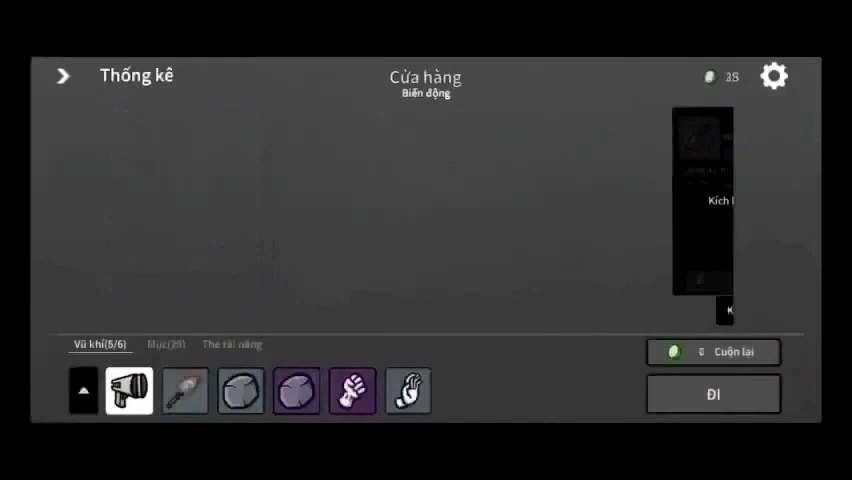 Thống kê
Cửa hàng
38
Biến động
Kích
K
Vũ khí(5/6)
Mục(29)
Thẻ tài năng
Cuộn lại
ĐI